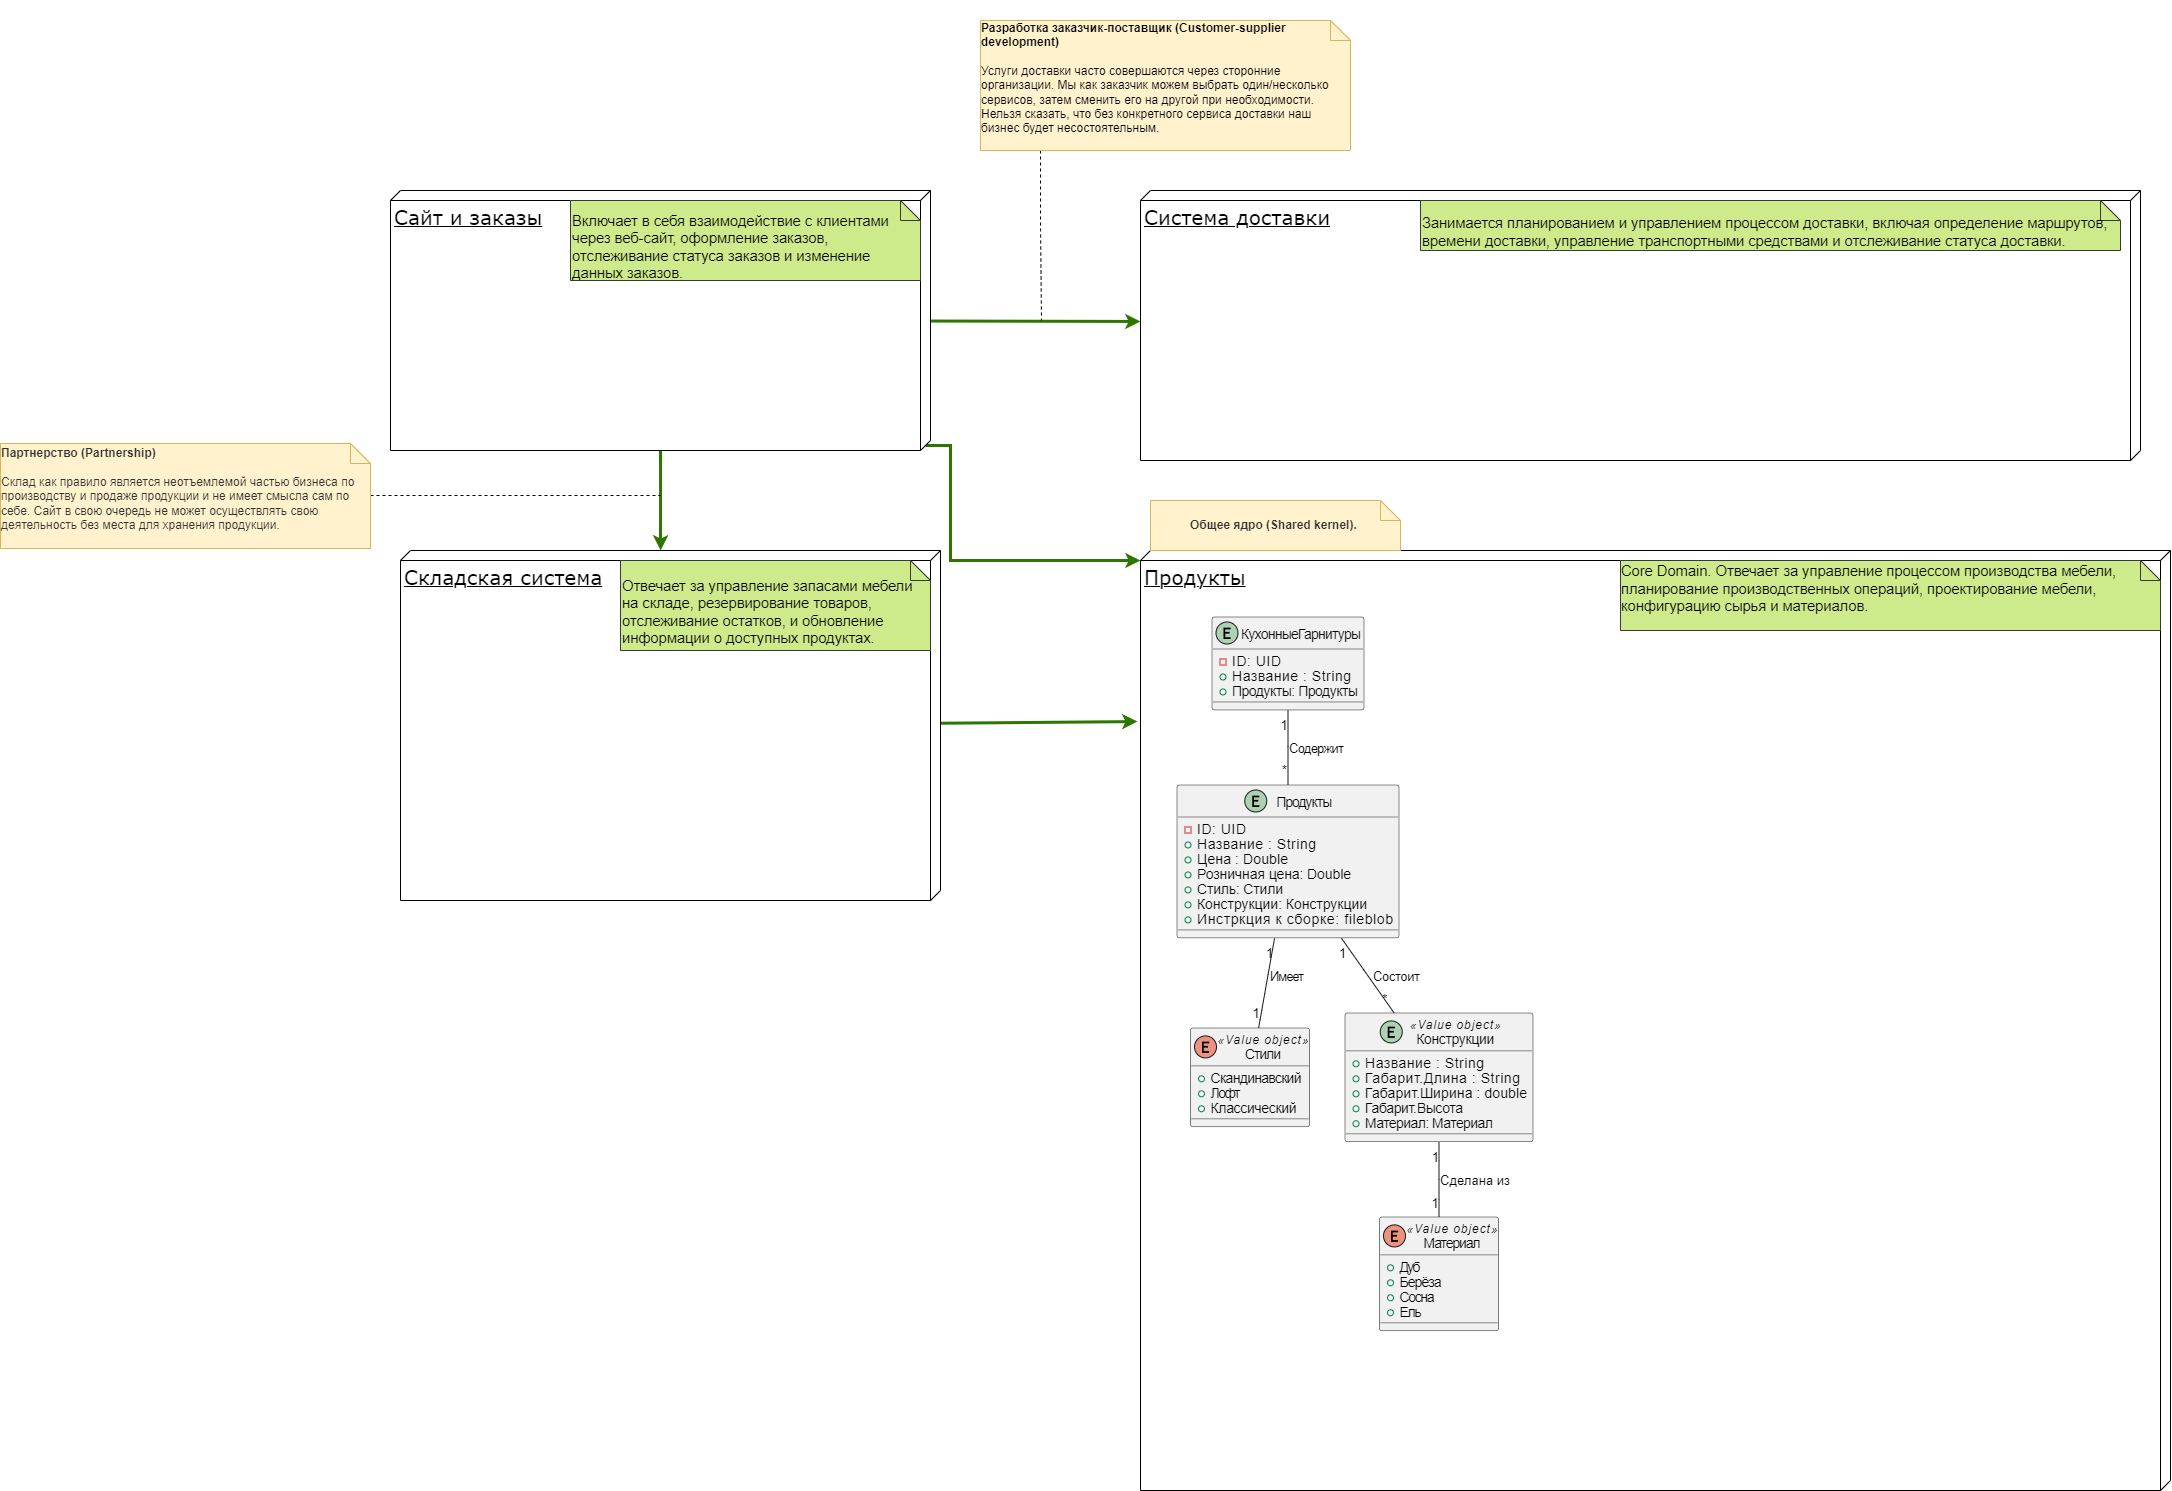 Разработка заказчик-поставщик (Customer-supplier
development)
Услуги доставки часто совершаются через сторонние
организации. Мы как заказчик можем выбрать один/несколько
сервисов, затем сменить его на другой при необходимости.
Нельзя сказать, что без конкретного сервиса доставки наш
бизнес будет несостоятельным.
Сайт и заказы
Включает в себя взаимодействие с клиентами
через веб-сайт, оформление заказов,
отслеживание статуса заказов и изменение
данных заказов.
Система доставки
Занимается планированием и управлением процессом доставки, включая определение маршрутов,
времени доставки, управление транспортными средствами и отслеживание статуса доставки.
Партнерство (Partnership)
Склад как правило является неотъемлемой частью бизнеса по
производству и продаже продукции и не имеет смысла сам по
себе. Сайт в свою очередь не может осуществлять свою
деятельность без места для хранения продукции.
Общее ядро (Shared kernel).
Складская система
Отвечает за управление запасами мебели
на складе, резервирование товаров,
отслеживание остатков, и обновление
информации о доступных продуктах.
Продукты
Core Domain. Отвечает за управление процессом производства мебели,
планирование производственных операций, проектирование мебели,
конфигурацию сырья и материалов.
E КухонныеГарнитуры
ID: UID
Название : String
Продукты: Продукты
1
Содержит
*
E Продукты
ID: UID
Название : String
Цена : Double
Розничная цена: Double
Стиль: Стили
Конструкции: Конструкции
Инстркция к сборке: fileblob
1
Имеет
1
1
Состоит
*
E «Value object»
Стили
Скандинавский
Лофт
Классический
E «Value object»
Конструкции
Название : String
Габарит.Длина : String
Габарит.Ширина : double
Габарит.Высота
Материал: Материал
1
Сделана из
1
E «Value object»
Материал
Дуб
Берёза
Сосна
Ель